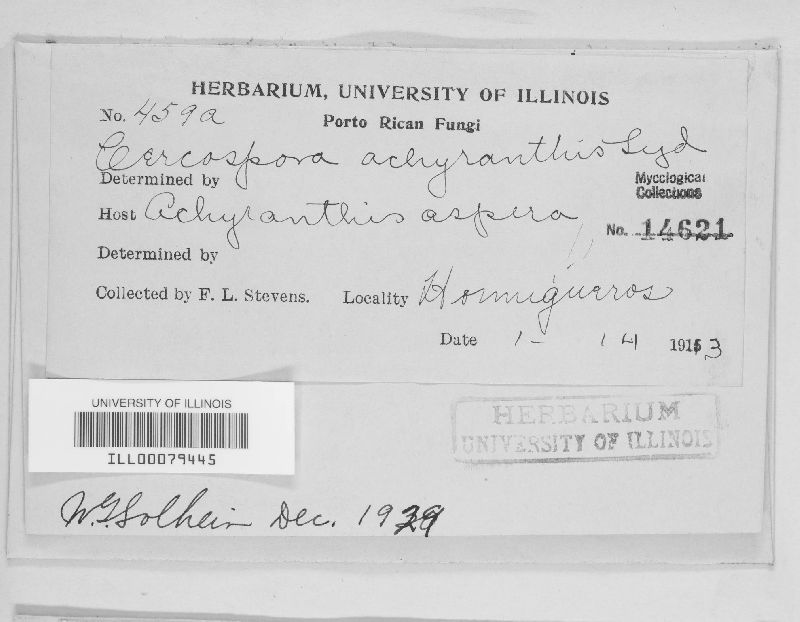 HERBARIUM, UNIVERSITY OF ILLINOIS
No. 459a
Porto Rican Fungi
Cercospora achyranthis Syd
Determined by
Mycological
Collections
Host Achyranthis aspera
No. 14621
Determined by
Collected by F. L. Stevens. Locality Hormigueros
Date 1- 14 1913
UNIVERSITY OF ILLINOIS
ILL00079445
HERBARIUM
UNIVERSITY OF ILLINOIS
W.G. Solheim Dec. 1929